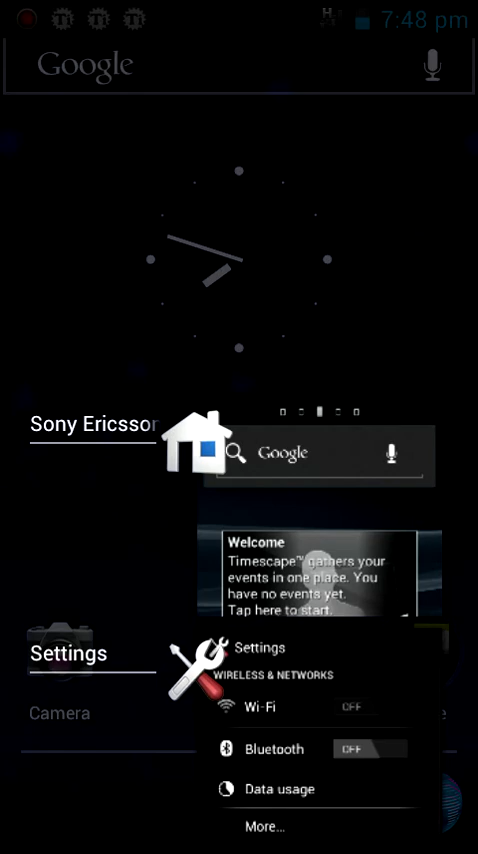 H
7:48 pm
Google
Sony Ericsson
Google
Welcome
Timescape™ gathers your
events in one place. You
have no events yet.
Tap here to start.
Settings
Settings
WIRELESS & NETWORKS
Wi-Fi
OFF
Camera
Bluetooth
OFF
Data usage
More...